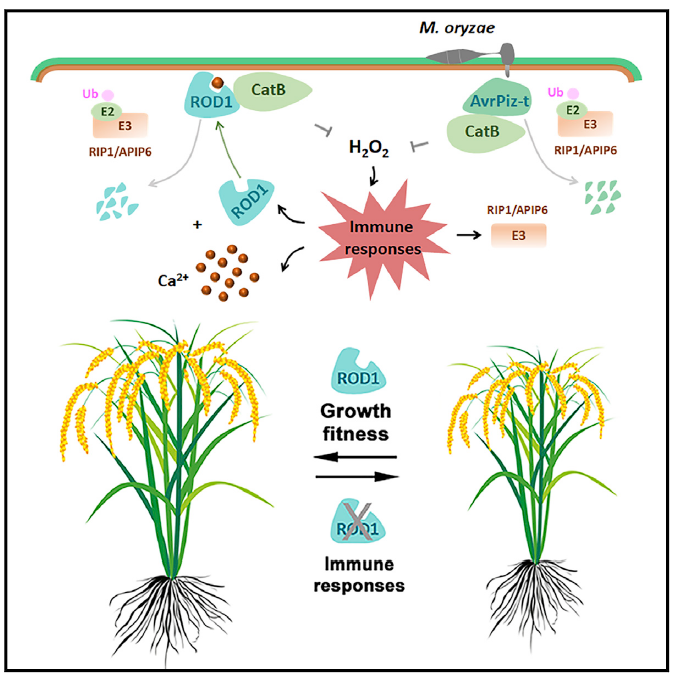 M. oryzae
Ub
E2
E3
RIP1/APIP6
ROD1
CatB
H₂O₂
AvrPiz-t
CatB
Ub
E2
E3
RIP1/APIP6
ROD1
+
Ca²⁺
Immune
responses
RIP1/APIP6
E3
ROD1
Growth
fitness
ROD1
Immune
responses